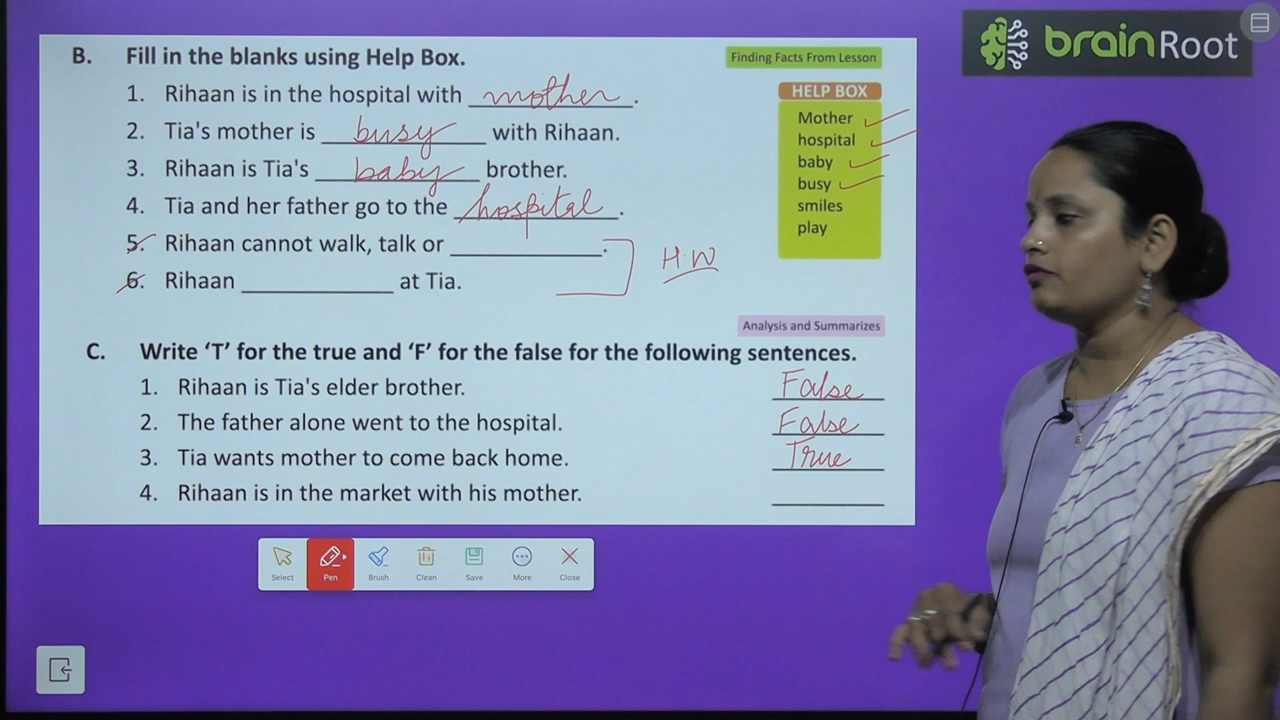 brainRoot
B. Fill in the blanks using Help Box.
Finding Facts From Lesson
1. Rihaan is in the hospital with mother.
2. Tia's mother is busy with Rihaan.
3. Rihaan is Tia's baby brother.
4. Tia and her father go to the hospital.
5. Rihaan cannot walk, talk or ____________.
6. Rihaan ____________ at Tia.
H.W
HELP BOX
Mother
hospital
baby
busy
smiles
play
Analysis and Summarizes
C. Write ‘T’ for the true and ‘F’ for the false for the following sentences.
1. Rihaan is Tia's elder brother. False
2. The father alone went to the hospital. False
3. Tia wants mother to come back home. True
4. Rihaan is in the market with his mother. ________
Select Pen Brush Clean Save More Close